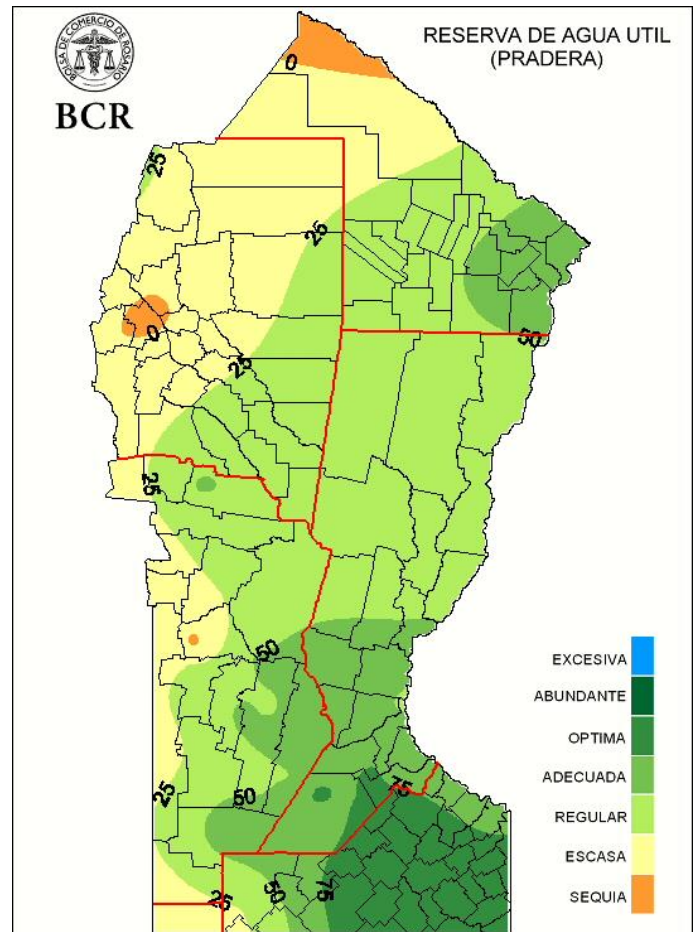 BOLSA DE COMERCIO DE ROSARIO
BCR
RESERVA DE AGUA UTIL
(PRADERA)
0
25
25
50
0
25
25
50
25
50
75
25
50
75
EXCESIVA
ABUNDANTE
OPTIMA
ADECUADA
REGULAR
ESCASA
SEQUIA